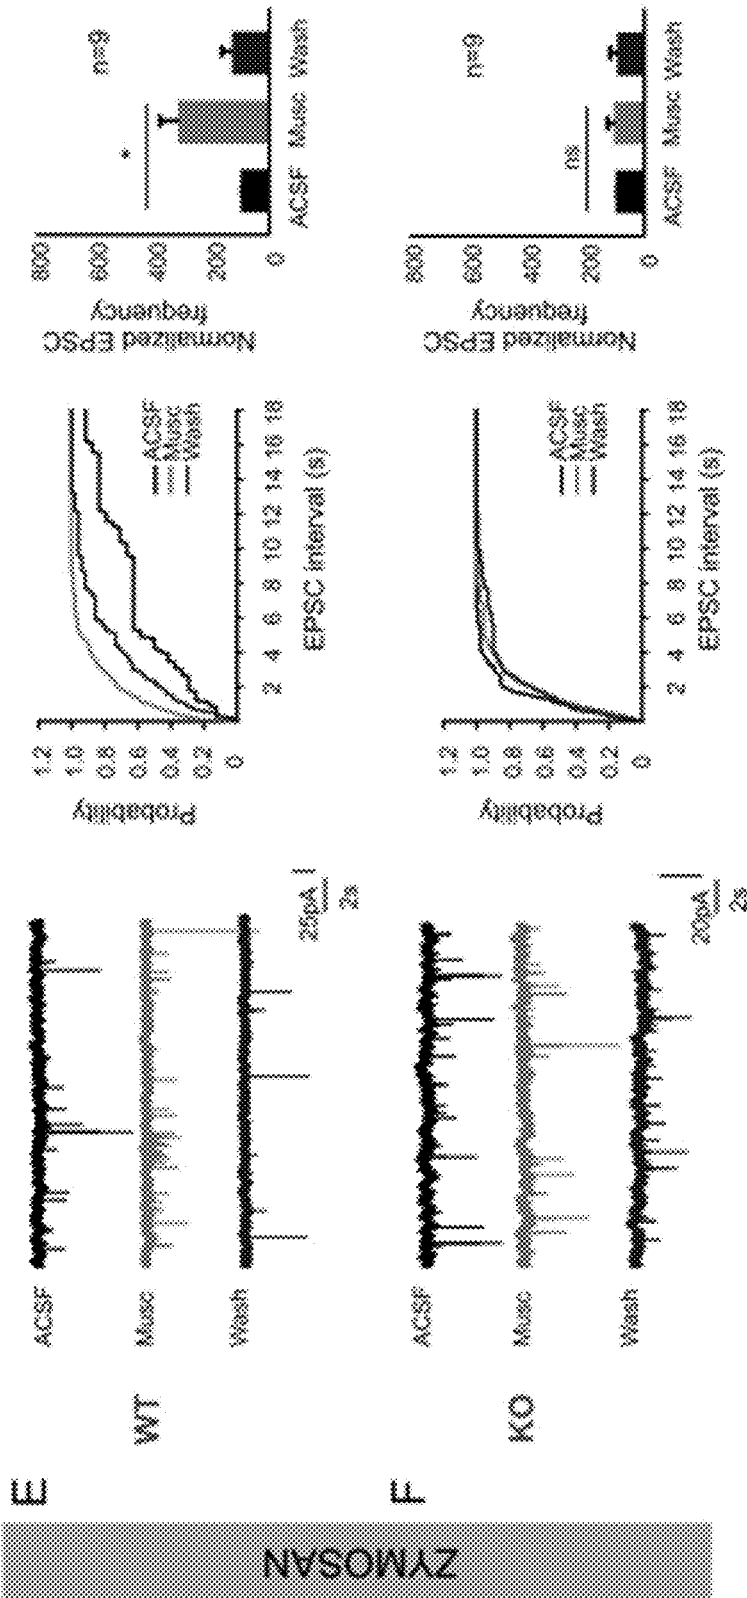 ZYMOSAN
E
WT
ACSF
Musc
Wash
25pA
2s
Probability
1.2
1.0
0.8
0.6
0.4
0.2
0
2 4 6 8 10 12 14 16 18
EPSC interval (s)
ACSF
Musc
Wash
Normalized EPSC
frequency
800
600
400
200
0
*
n=9
ACSF Musc Wash
F
KO
ACSF
Musc
Wash
20pA
2s
Probability
1.2
1.0
0.8
0.6
0.4
0.2
0
2 4 6 8 10 12 14 16 18
EPSC interval (s)
ACSF
Musc
Wash
Normalized EPSC
frequency
800
600
400
200
0
ns
n=9
ACSF Musc Wash